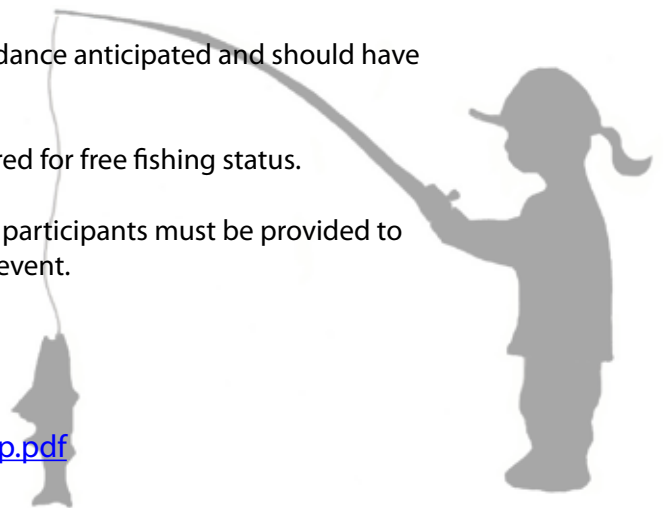 dance anticipated and should have
red for free fishing status.
participants must be provided to
event.
p.pdf